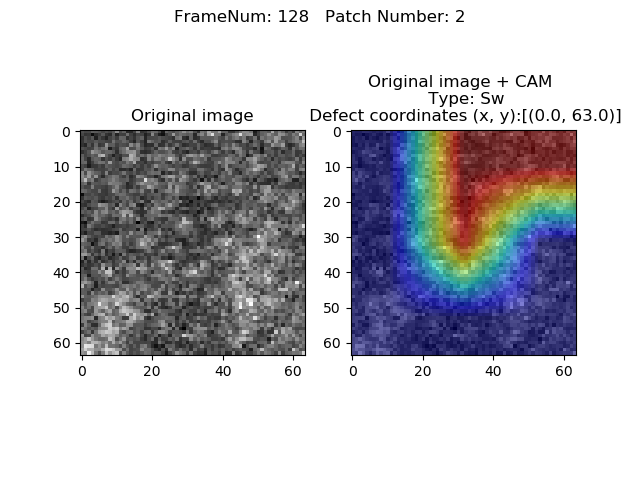 FrameNum: 128   Patch Number: 2
Original image
0
10
20
30
40
50
60
0 20 40 60
Original image + CAM
Type: Sw
Defect coordinates (x, y):[(0.0, 63.0)]
0
10
20
30
40
50
60
0 20 40 60